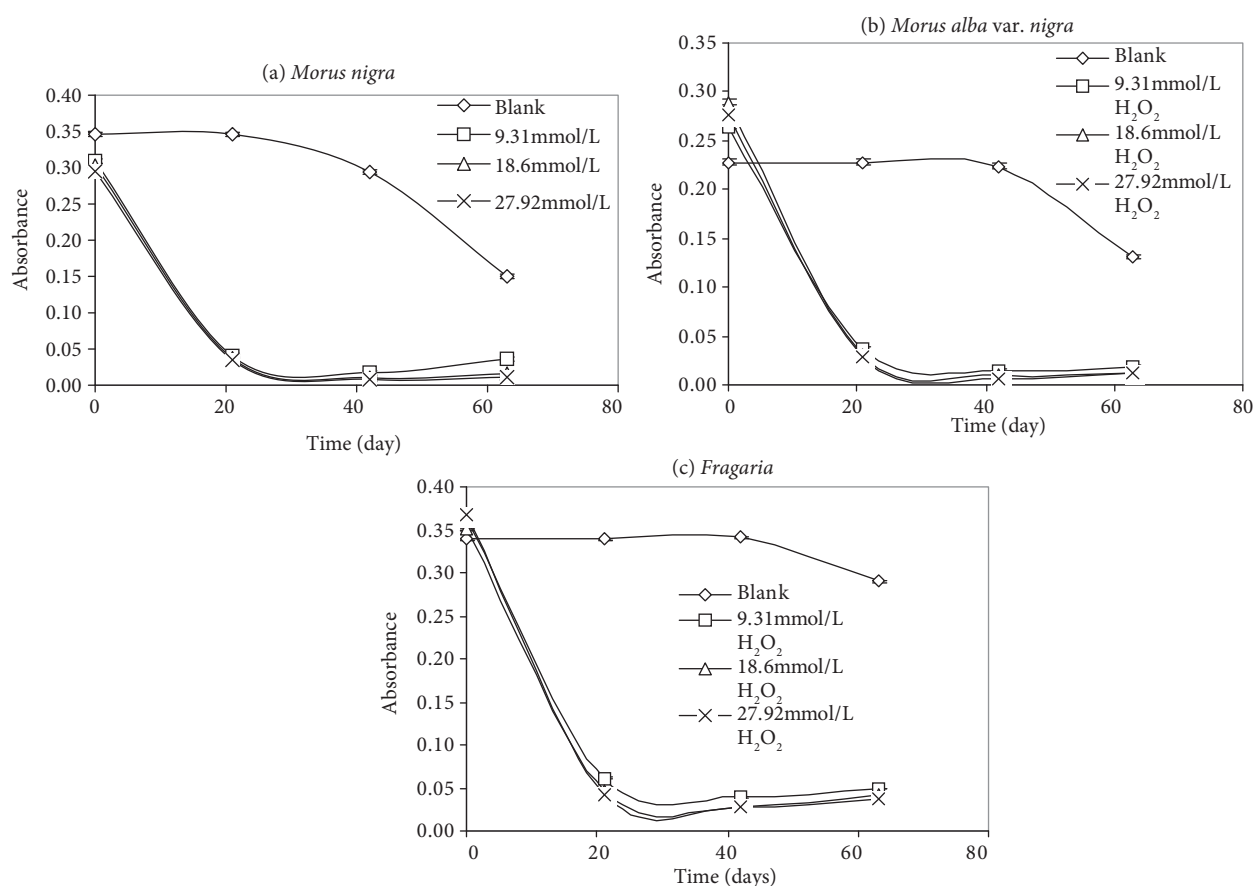 (a) Morus nigra
0.40
0.35
0.30
0.25
0.20
0.15
0.10
0.05
0.00
Absorbance
0 20 40 60 80
Time (day)
Blank
9.31mmol/L
18.6mmol/L
27.92mmol/L
(b) Morus alba var. nigra
0.35
0.30
0.25
0.20
0.15
0.10
0.05
0.00
Absorbance
0 20 40 60 80
Time (day)
Blank
9.31mmol/L
H₂O₂
18.6mmol/L
H₂O₂
27.92mmol/L
H₂O₂
(c) Fragaria
0.40
0.35
0.30
0.25
0.20
0.15
0.10
0.05
0.00
Absorbance
0 20 40 60 80
Time (days)
Blank
9.31mmol/L
H₂O₂
18.6mmol/L
H₂O₂
27.92mmol/L
H₂O₂